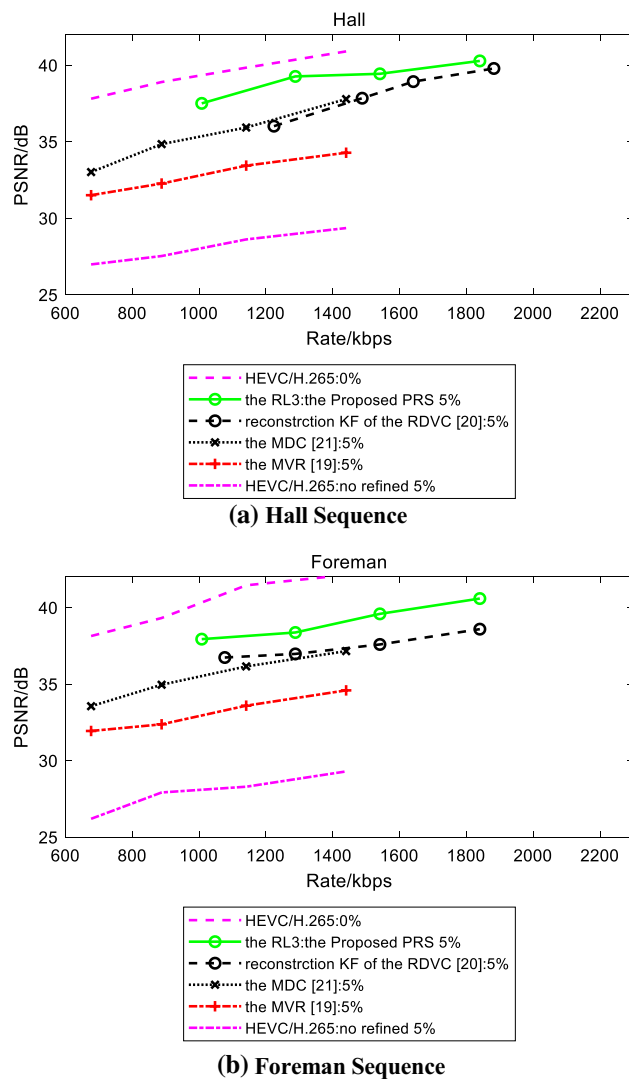 Hall
40
35
30
25
PSNR/dB
600 800 1000 1200 1400 1600 1800 2000 2200
Rate/kbps
HEVC/H.265:0%
the RL3:the Proposed PRS 5%
reconstrction KF of the RDVC [20]:5%
the MDC [21]:5%
the MVR [19]:5%
HEVC/H.265:no refined 5%
(a) Hall Sequence
Foreman
40
35
30
25
PSNR/dB
600 800 1000 1200 1400 1600 1800 2000 2200
Rate/kbps
HEVC/H.265:0%
the RL3:the Proposed PRS 5%
reconstrction KF of the RDVC [20]:5%
the MDC [21]:5%
the MVR [19]:5%
HEVC/H.265:no refined 5%
(b) Foreman Sequence